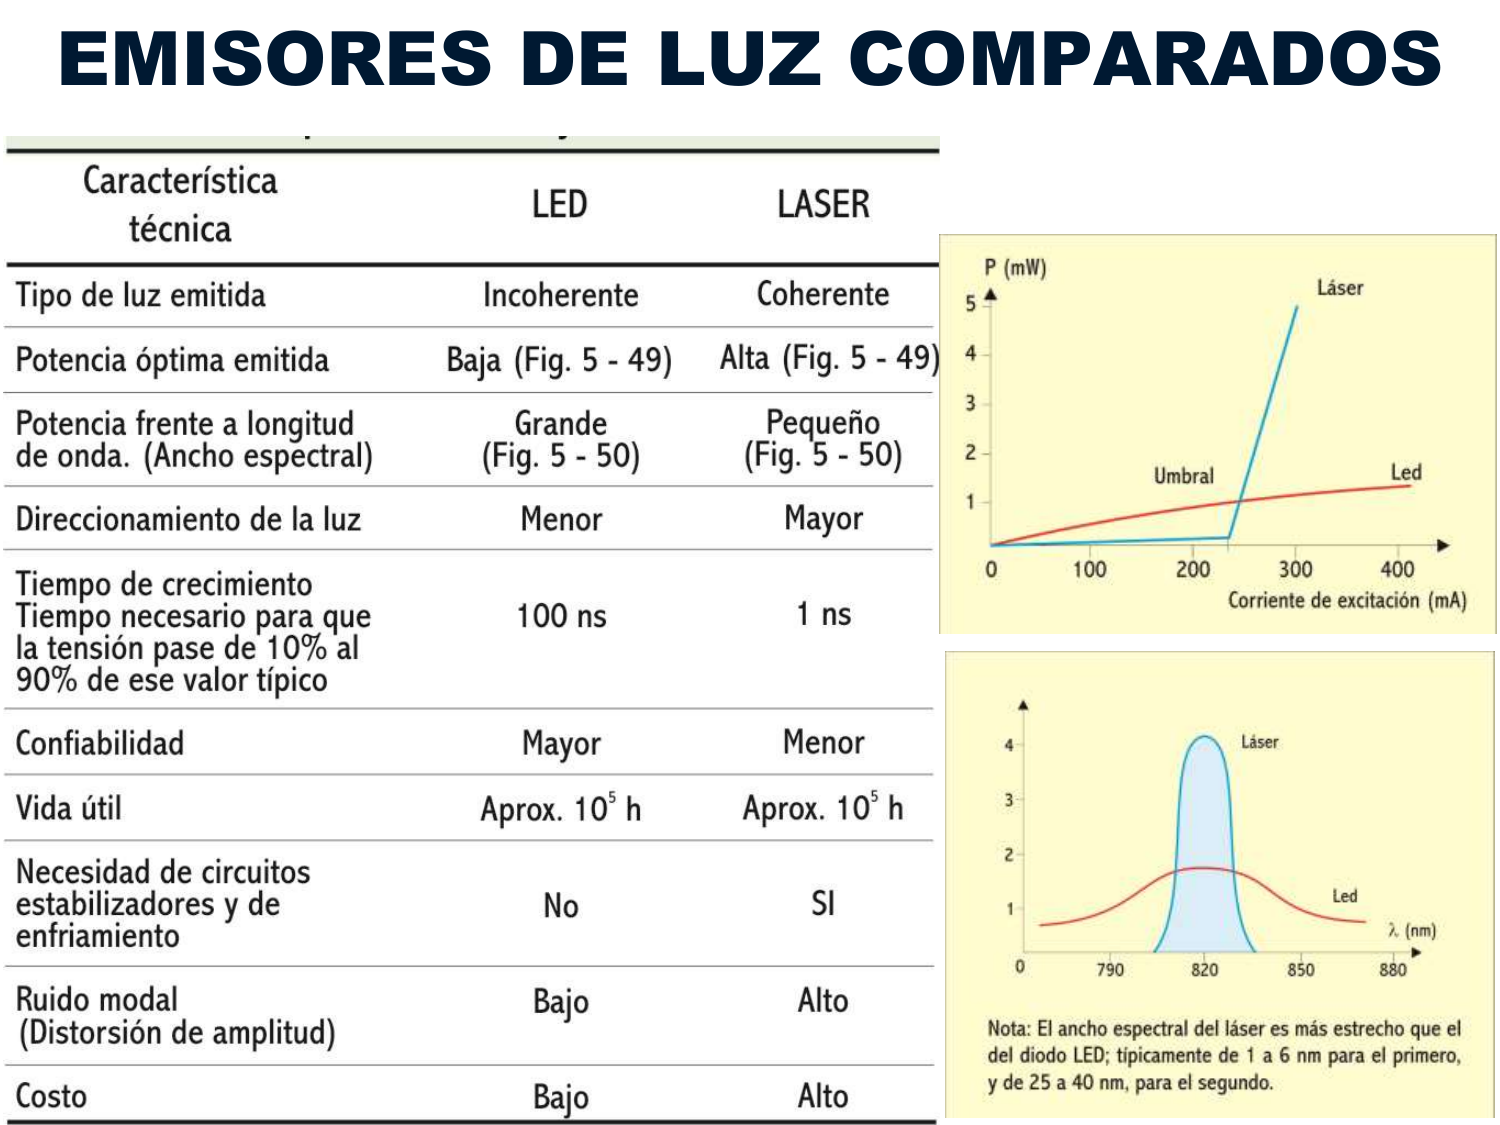 EMISORES DE LUZ COMPARADOS
Característica
técnica
LED
LASER
Tipo de luz emitida
Incoherente
Coherente
Potencia óptima emitida
Baja (Fig. 5 - 49)
Alta (Fig. 5 - 49)
Potencia frente a longitud
de onda. (Ancho espectral)
Grande
(Fig. 5 - 50)
Pequeño
(Fig. 5 - 50)
Direccionamiento de la luz
Menor
Mayor
Tiempo de crecimiento
Tiempo necesario para que
la tensión pase de 10% al
90% de ese valor típico
100 ns
1 ns
Confiabilidad
Mayor
Menor
Vida útil
Aprox. 10⁵ h
Aprox. 10⁵ h
Necesidad de circuitos
estabilizadores y de
enfriamiento
No
SI
Ruido modal
(Distorsión de amplitud)
Bajo
Alto
Costo
Bajo
Alto
P (mW)
5
4
3
2
1
Láser
Umbral
Led
0 100 200 300 400
Corriente de excitación (mA)
4
3
2
1
Láser
Led
λ (nm)
0 790 820 850 880
Nota: El ancho espectral del láser es más estrecho que el
del diodo LED; típicamente de 1 a 6 nm para el primero,
y de 25 a 40 nm, para el segundo.